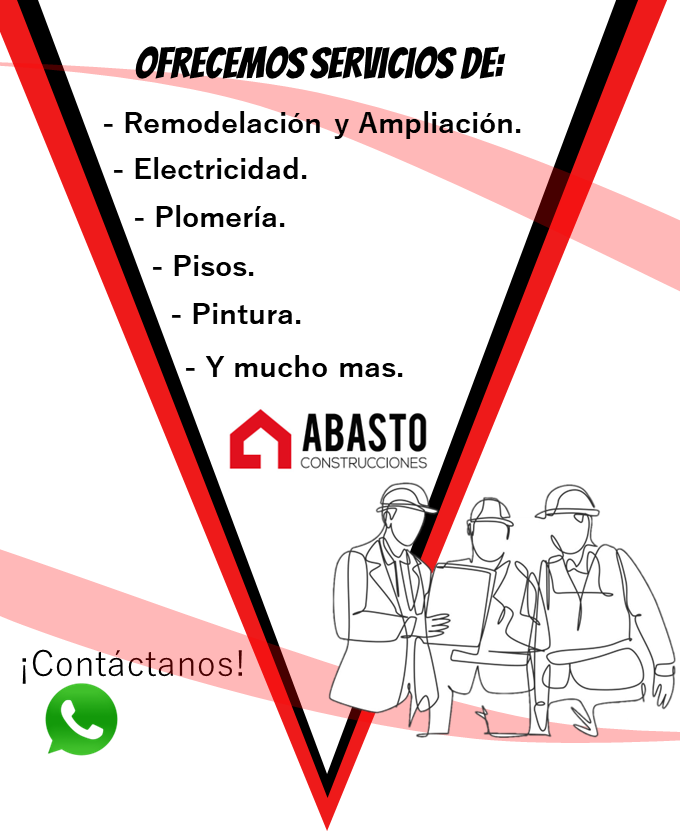 OFRECEMOS SERVICIOS DE:
- Remodelación y Ampliación.
- Electricidad.
- Plomería.
- Pisos.
- Pintura.
- Y mucho mas.
ABASTO
CONSTRUCCIONES
¡Contáctanos!